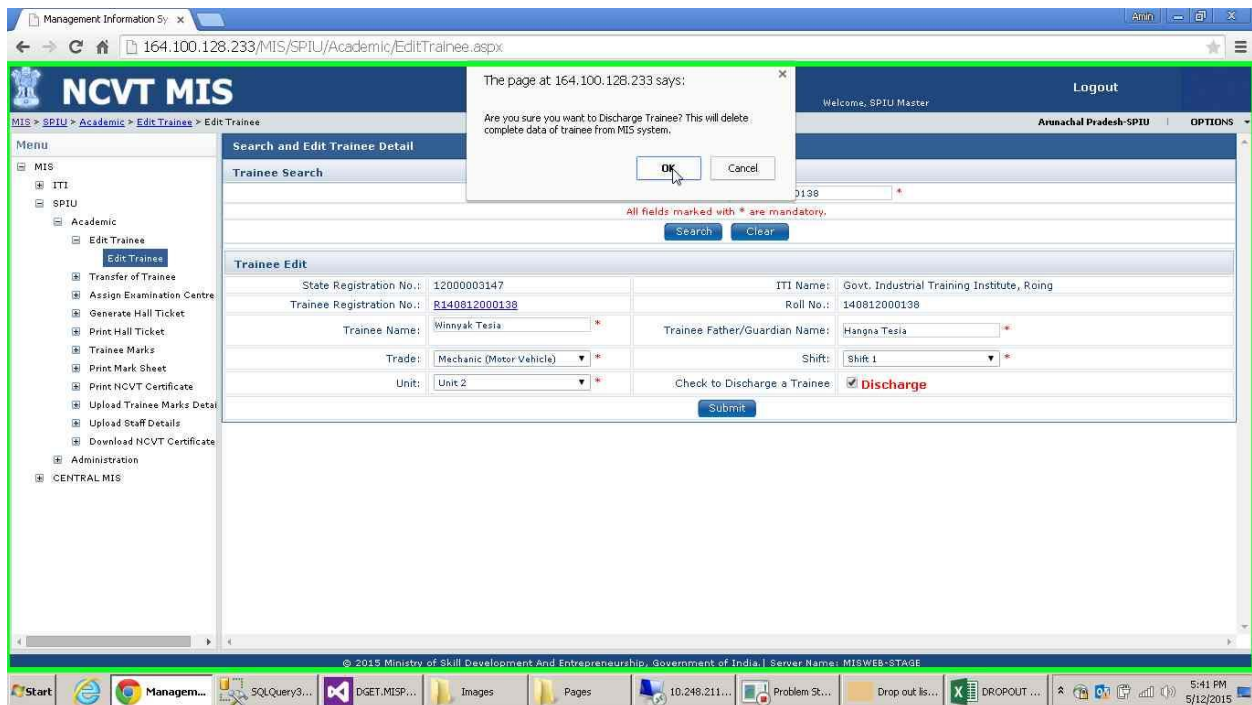 Management Information Sy
Amin
164.100.128.233/MIS/SPIU/Academic/EditTrainee.aspx
NCVT MIS
Logout
Welcome, SPIU Master
MIS > SPIU > Academic > Edit Trainee > Edit Trainee
Arunachal Pradesh-SPIU | OPTIONS
The page at 164.100.128.233 says:
Are you sure you want to Discharge Trainee? This will delete
complete data of trainee from MIS system.
OK
Cancel
Menu
MIS
ITI
SPIU
Academic
Edit Trainee
Edit Trainee
Transfer of Trainee
Assign Examination Centre
Generate Hall Ticket
Print Hall Ticket
Trainee Marks
Print Mark Sheet
Print NCVT Certificate
Upload Trainee Marks Detai
Upload Staff Details
Download NCVT Certificate
Administration
CENTRAL MIS
Search and Edit Trainee Detail
Trainee Search
0138 *
All fields marked with * are mandatory.
Search Clear
Trainee Edit
State Registration No.: 12000003147 ITI Name: Govt. Industrial Training Institute, Roing
Trainee Registration No.: R140812000138 Roll No.: 140812000138
Trainee Name: Winnyak Tesia * Trainee Father/Guardian Name: Hangna Tesia *
Trade: Mechanic (Motor Vehicle) * Shift: Shift 1 *
Unit: Unit 2 * Check to Discharge a Trainee Discharge
Submit
© 2015 Ministry of Skill Development And Entrepreneurship, Government of India.| Server Name: MISWEB-STAGE
Start
Managem...
SQLQuery3...
DGET.MISP...
Images
Pages
10.248.211...
Problem St...
Drop out lis...
DROPOUT ...
5:41 PM
5/12/2015